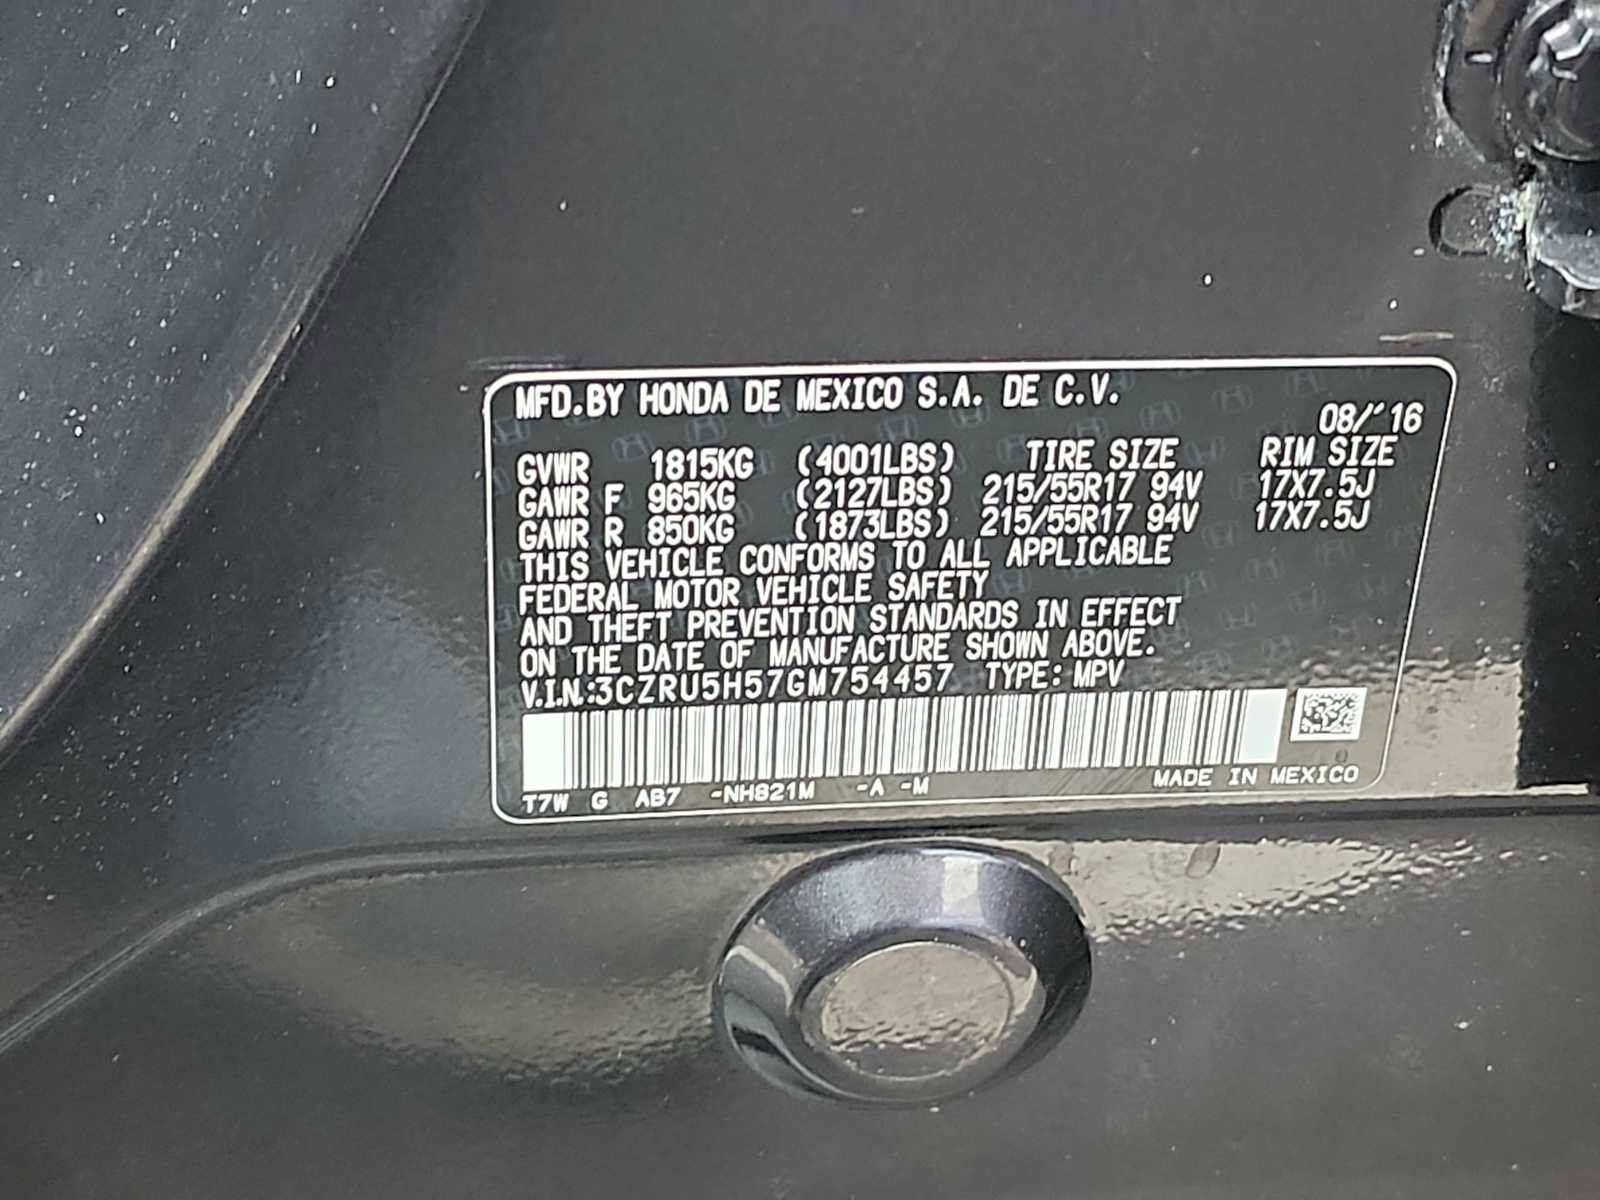 MFD.BY HONDA DE MEXICO S.A. DE C.V.
08/'16
GVWR 1815KG (4001LBS) TIRE SIZE RIM SIZE
GAWR F 965KG (2127LBS) 215/55R17 94V 17X7.5J
GAWR R 850KG (1873LBS) 215/55R17 94V 17X7.5J
THIS VEHICLE CONFORMS TO ALL APPLICABLE
FEDERAL MOTOR VEHICLE SAFETY
AND THEFT PREVENTION STANDARDS IN EFFECT
ON THE DATE OF MANUFACTURE SHOWN ABOVE.
V.I.N.:3CZRU5H57GM754457 TYPE: MPV
T7W G AB7 -NH821M -A -M MADE IN MEXICO